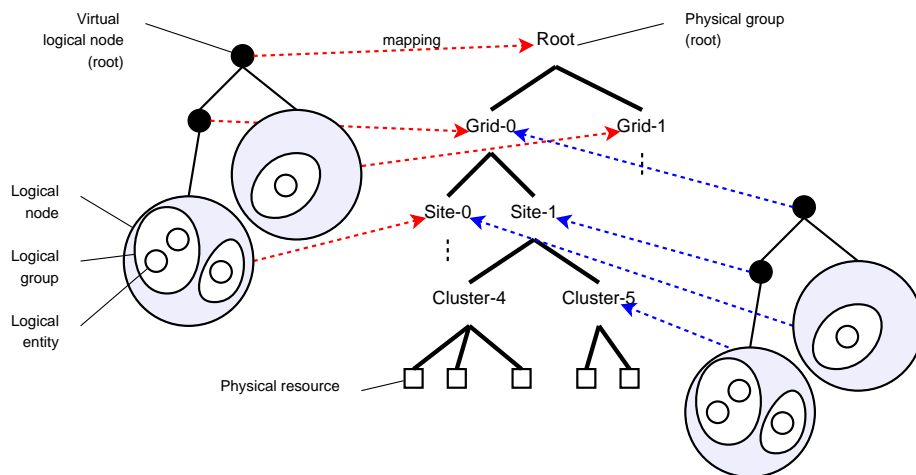 Virtual
logical node
(root)
mapping
Root
Physical group
(root)
Grid-0
Grid-1
Logical
node
Site-0
Site-1
Logical
group
Cluster-4
Cluster-5
Logical
entity
Physical resource